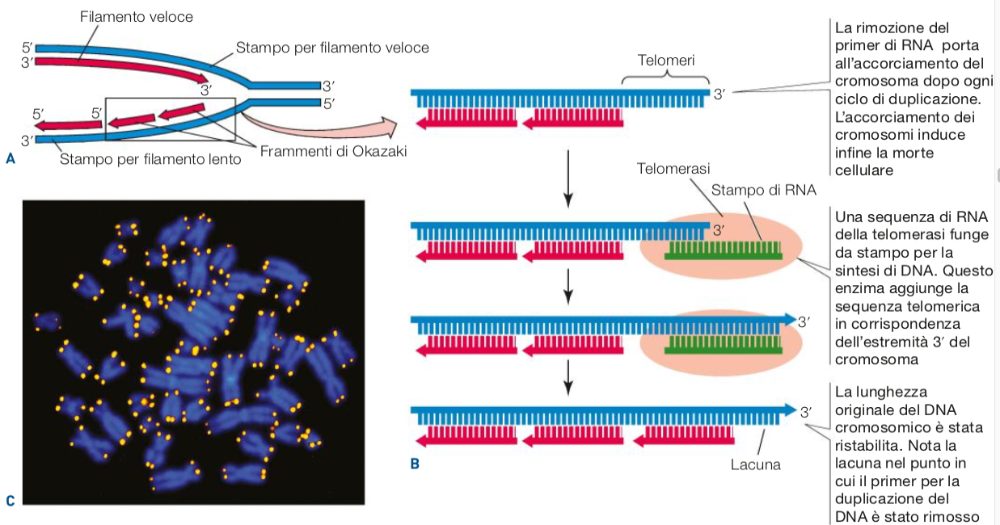 Filamento veloce
5′
3′
Stampo per filamento veloce
3′
3′
5′
5′
5′
3′
Frammenti di Okazaki
Stampo per filamento lento
A
C
Telomeri
3′
La rimozione del
primer di RNA porta
all’accorciamento del
cromosoma dopo ogni
ciclo di duplicazione.
L’accorciamento dei
cromosomi induce
infine la morte
cellulare
Telomerasi
Stampo di RNA
3′
Una sequenza di RNA
della telomerasi funge
da stampo per la
sintesi di DNA. Questo
enzima aggiunge la
sequenza telomerica
in corrispondenza
dell’estremità 3′ del
cromosoma
3′
3′
Lacuna
B
La lunghezza
originale del DNA
cromosomico è stata
ristabilita. Nota la
lacuna nel punto in
cui il primer per la
duplicazione del
DNA è stato rimosso